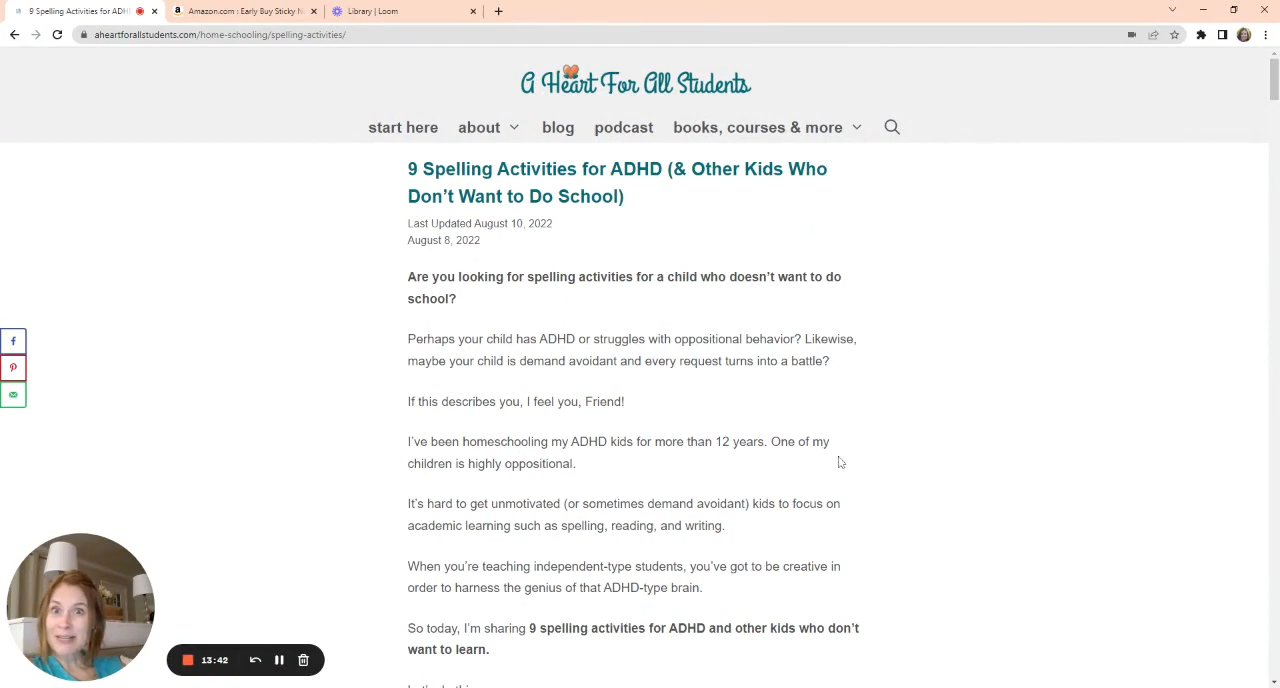 9 Spelling Activities for ADH
Amazon.com : Early Buy Sticky N
Library | Loom
aheartforallstudents.com/home-schooling/spelling-activities/
A Heart For All Students
start here about blog podcast books, courses & more
9 Spelling Activities for ADHD (& Other Kids Who
Don’t Want to Do School)
Last Updated August 10, 2022
August 8, 2022
Are you looking for spelling activities for a child who doesn’t want to do
school?
Perhaps your child has ADHD or struggles with oppositional behavior? Likewise,
maybe your child is demand avoidant and every request turns into a battle?
If this describes you, I feel you, Friend!
I’ve been homeschooling my ADHD kids for more than 12 years. One of my
children is highly oppositional.
It’s hard to get unmotivated (or sometimes demand avoidant) kids to focus on
academic learning such as spelling, reading, and writing.
When you’re teaching independent-type students, you’ve got to be creative in
order to harness the genius of that ADHD-type brain.
So today, I’m sharing 9 spelling activities for ADHD and other kids who don’t
want to learn.
13:42